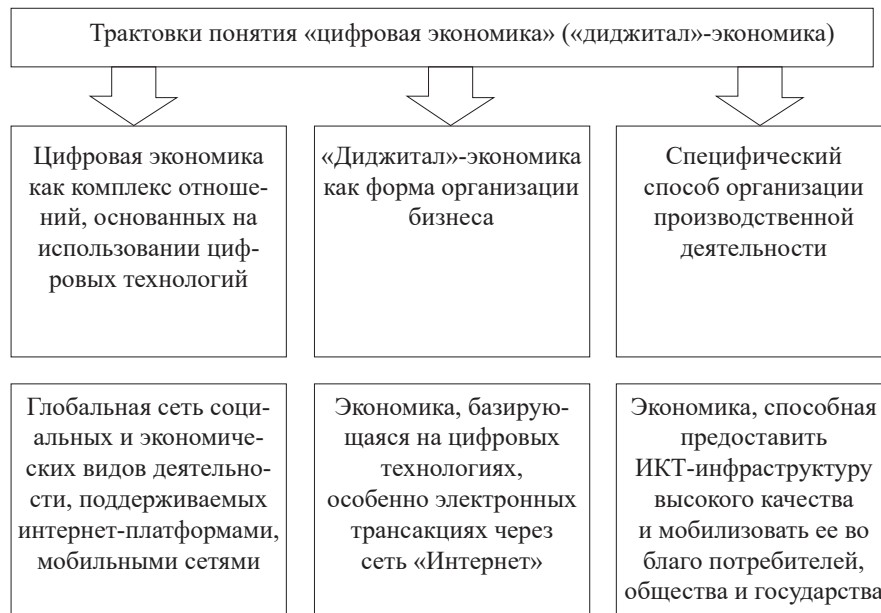 Трактовки понятия «цифровая экономика» («диджитал»-экономика)
Цифровая экономика
как комплекс отноше-
ний, основанных на
использовании циф-
ровых технологий
«Диджитал»-экономика
как форма организации
бизнеса
Специфический
способ организации
производственной
деятельности
Глобальная сеть соци-
альных и экономиче-
ских видов деятельно-
сти, поддерживаемых
интернет-платформами,
мобильными сетями
Экономика, базирую-
щаяся на цифровых
технологиях,
особенно электронных
трансакциях через
сеть «Интернет»
Экономика, способная
предоставить
ИКТ-инфраструктуру
высокого качества
и мобилизовать ее во
благо потребителей,
общества и государства